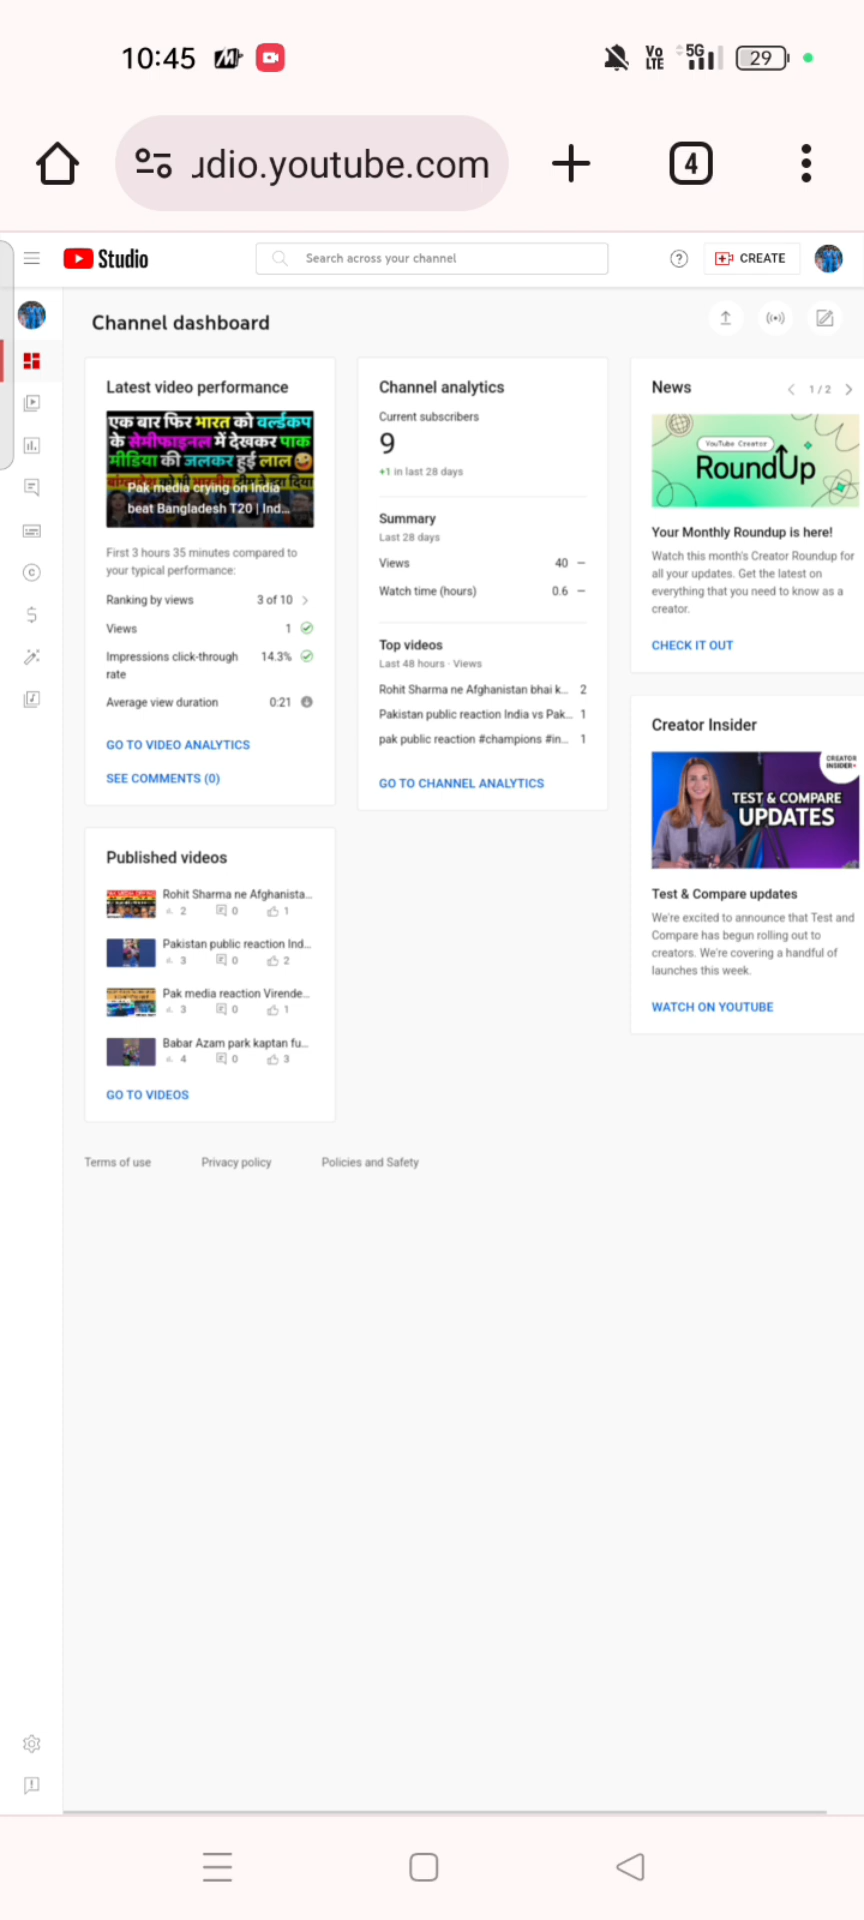 10:45
Vo LTE
5G
29
ıdio.youtube.com
4
Studio
Search across your channel
CREATE
Channel dashboard
Latest video performance
एक बार फिर भारत को वर्ल्डकप
के सेमीफाइनल में देखकर पाक
मीडिया की जलकर हुई लाल
बांग्लादेश को भी भारतीय टीम ने हरा दिया
Pak media crying on India
beat Bangladesh T20 | Ind...
First 3 hours 35 minutes compared to
your typical performance:
Ranking by views 3 of 10
Views 1
Impressions click-through
rate 14.3%
Average view duration 0:21
GO TO VIDEO ANALYTICS
SEE COMMENTS (0)
Published videos
Rohit Sharma ne Afghanista...
2 0 1
Pakistan public reaction Ind...
3 0 2
Pak media reaction Virende...
3 0 1
Babar Azam park kaptan fu...
4 0 3
GO TO VIDEOS
Channel analytics
Current subscribers
9
+1 in last 28 days
Summary
Last 28 days
Views 40 —
Watch time (hours) 0.6 —
Top videos
Last 48 hours · Views
Rohit Sharma ne Afghanistan bhai k... 2
Pakistan public reaction India vs Pak... 1
pak public reaction #champions #in... 1
GO TO CHANNEL ANALYTICS
News
1 / 2
YouTube Creator
RoundUp
Your Monthly Roundup is here!
Watch this month's Creator Roundup for
all your updates. Get the latest on
everything that you need to know as a
creator.
CHECK IT OUT
Creator Insider
CREATOR
INSIDER
TEST & COMPARE
UPDATES
Test & Compare updates
We're excited to announce that Test and
Compare has begun rolling out to
creators. We're covering a handful of
launches this week.
WATCH ON YOUTUBE
Terms of use Privacy policy Policies and Safety